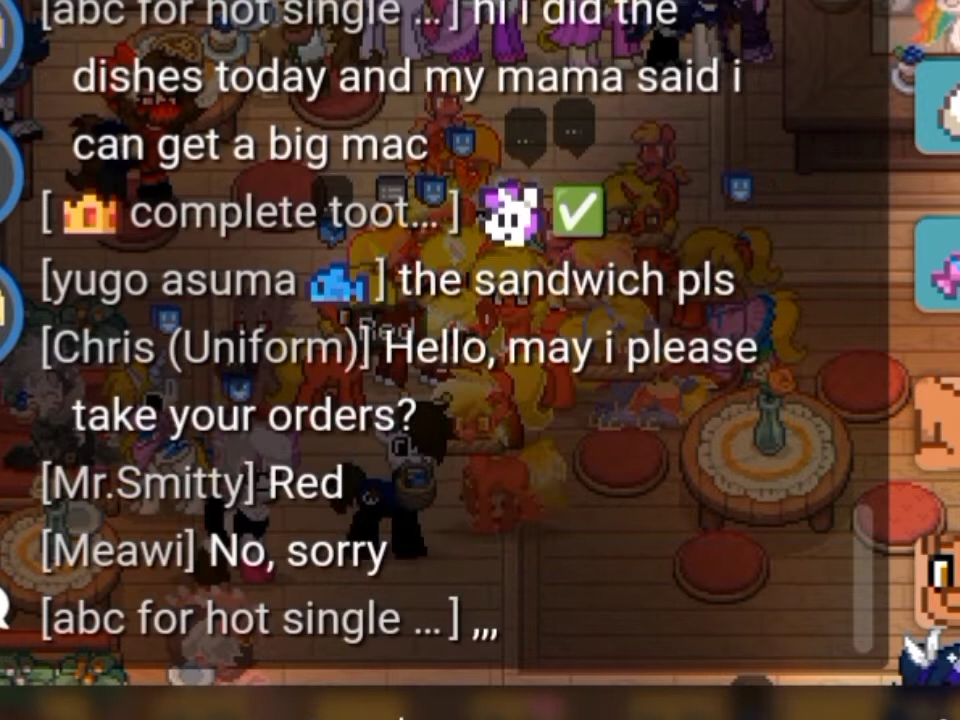 [abc for hot single ...] hi i did the
dishes today and my mama said i
can get a big mac
[👑 complete toot...] ✅
[yugo asuma 🐟] the sandwich pls
[Chris (Uniform)] Hello, may i please
take your orders?
[Mr.Smitty] Red
[Meawi] No, sorry
[abc for hot single ...] ,,,
Red